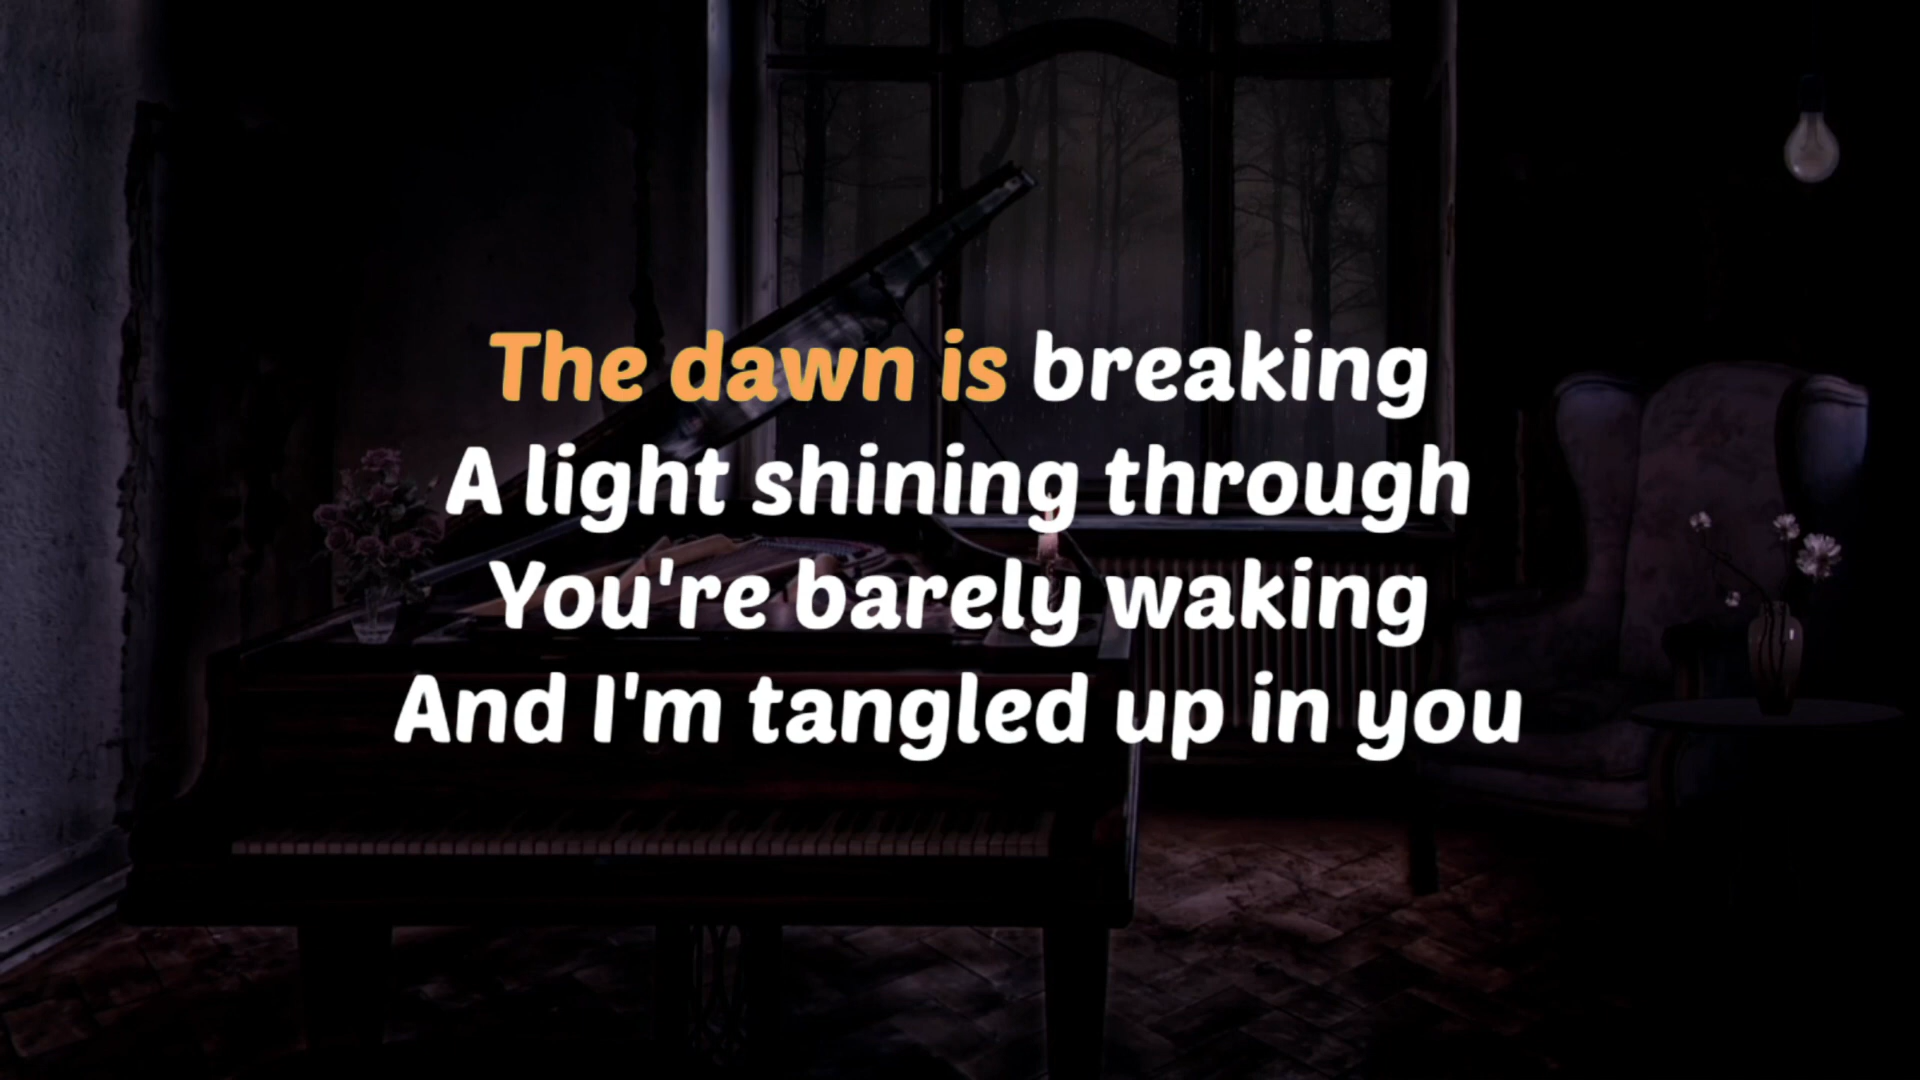 The dawn is breaking
A light shining through
You're barely waking
And I'm tangled up in you